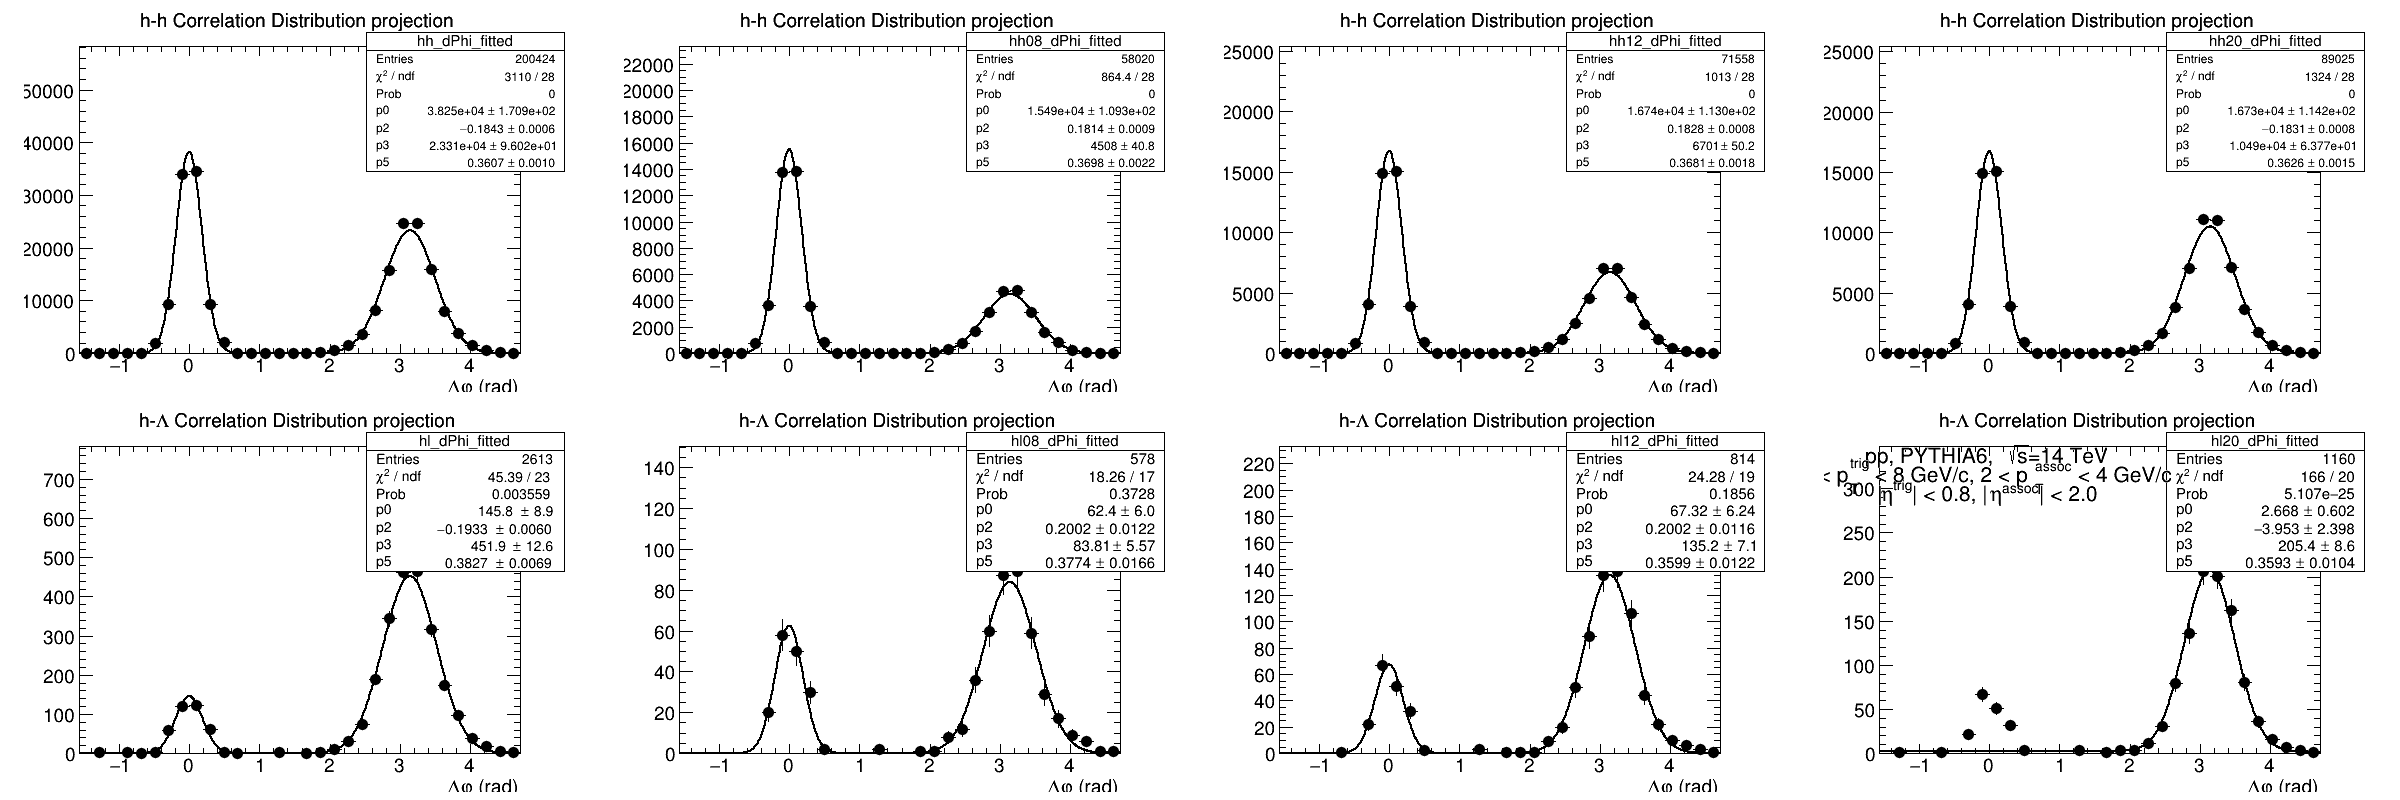 h-h Correlation Distribution projection
hh_dPhi_fitted
Entries 200424
χ² / ndf 3110 / 28
Prob 0
p0 3.825e+04 ± 1.709e+02
p2 −0.1843 ± 0.0006
p3 2.331e+04 ± 9.602e+01
p5 0.3607 ± 0.0010
50000
40000
30000
20000
10000
0
−1 0 1 2 3 4
Δφ (rad)
h-h Correlation Distribution projection
hh08_dPhi_fitted
Entries 58020
χ² / ndf 864.4 / 28
Prob 0
p0 1.549e+04 ± 1.093e+02
p2 0.1814 ± 0.0009
p3 4508 ± 40.8
p5 0.3698 ± 0.0022
22000
20000
18000
16000
14000
12000
10000
8000
6000
4000
2000
0
−1 0 1 2 3 4
Δφ (rad)
h-h Correlation Distribution projection
hh12_dPhi_fitted
Entries 71558
χ² / ndf 1013 / 28
Prob 0
p0 1.674e+04 ± 1.130e+02
p2 0.1828 ± 0.0008
p3 6701 ± 50.2
p5 0.3681 ± 0.0018
25000
20000
15000
10000
5000
0
−1 0 1 2 3 4
Δφ (rad)
h-h Correlation Distribution projection
hh20_dPhi_fitted
Entries 89025
χ² / ndf 1324 / 28
Prob 0
p0 1.673e+04 ± 1.142e+02
p2 −0.1831 ± 0.0008
p3 1.049e+04 ± 6.377e+01
p5 0.3626 ± 0.0015
25000
20000
15000
10000
5000
0
−1 0 1 2 3 4
Δφ (rad)
h-Λ Correlation Distribution projection
hl_dPhi_fitted
Entries 2613
χ² / ndf 45.39 / 23
Prob 0.003559
p0 145.8 ± 8.9
p2 −0.1933 ± 0.0060
p3 451.9 ± 12.6
p5 0.3827 ± 0.0069
700
600
500
400
300
200
100
0
−1 0 1 2 3 4
Δφ (rad)
h-Λ Correlation Distribution projection
hl08_dPhi_fitted
Entries 578
χ² / ndf 18.26 / 17
Prob 0.3728
p0 62.4 ± 6.0
p2 0.2002 ± 0.0122
p3 83.81 ± 5.57
p5 0.3774 ± 0.0166
140
120
100
80
60
40
20
0
−1 0 1 2 3 4
Δφ (rad)
h-Λ Correlation Distribution projection
hl12_dPhi_fitted
Entries 814
χ² / ndf 24.28 / 19
Prob 0.1856
p0 67.32 ± 6.24
p2 0.2002 ± 0.0116
p3 135.2 ± 7.1
p5 0.3599 ± 0.0122
220
200
180
160
140
120
100
80
60
40
20
0
−1 0 1 2 3 4
Δφ (rad)
h-Λ Correlation Distribution projection
hl20_dPhi_fitted
Entries 1160
χ² / ndf 166 / 20
Prob 5.107e−25
p0 2.668 ± 0.602
p2 −3.953 ± 2.398
p3 205.4 ± 8.6
p5 0.3593 ± 0.0104
pp, PYTHIA6, √s=14 TeV
< p trig < 8 GeV/c, 2 < p assoc < 4 GeV/c
|η trig| < 0.8, |η assoc| < 2.0
300
250
200
150
100
50
0
−1 0 1 2 3 4
Δφ (rad)